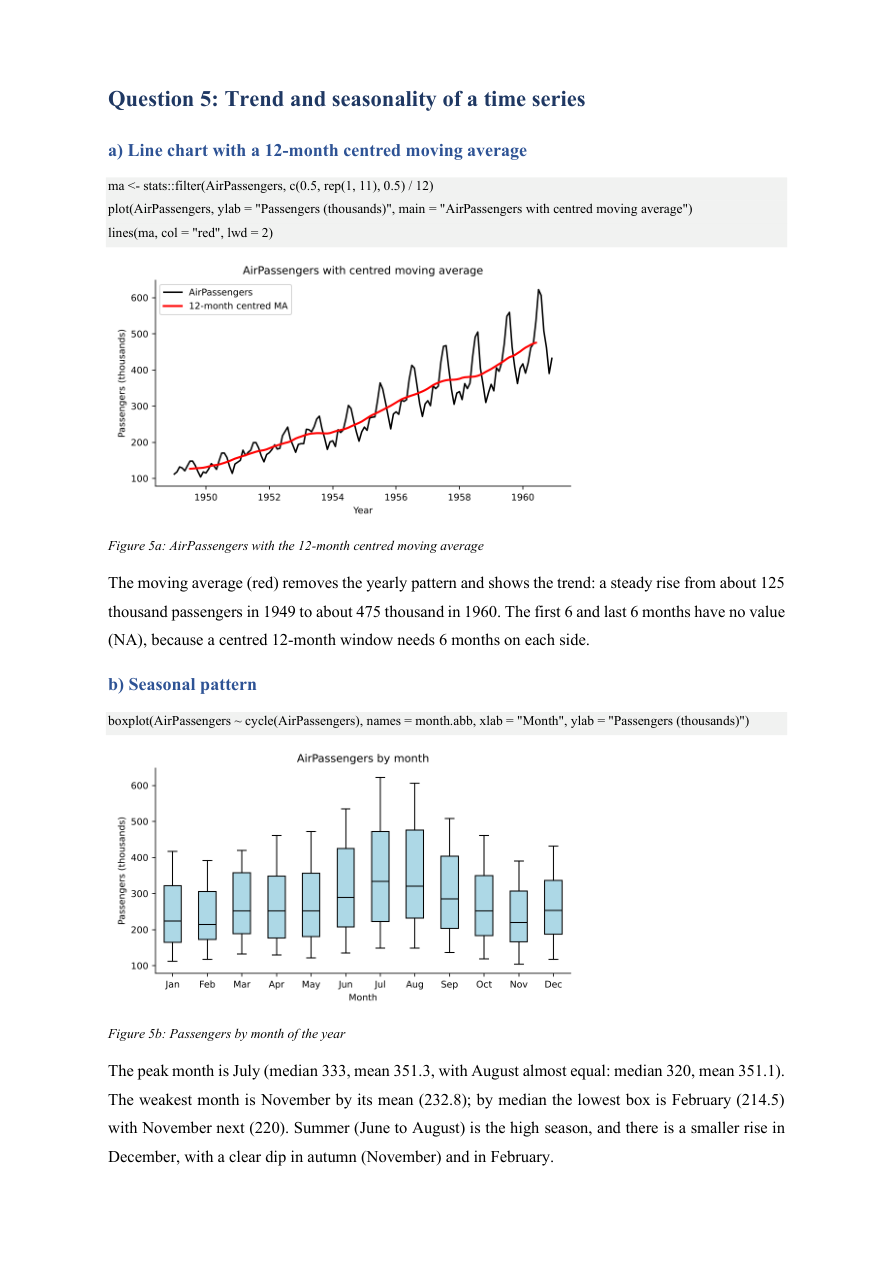 Question 5: Trend and seasonality of a time series
a) Line chart with a 12-month centred moving average
ma <- stats::filter(AirPassengers, c(0.5, rep(1, 11), 0.5) / 12)
plot(AirPassengers, ylab = "Passengers (thousands)", main = "AirPassengers with centred moving average")
lines(ma, col = "red", lwd = 2)
AirPassengers with centred moving average
AirPassengers
12-month centred MA
Passengers (thousands)
600
500
400
300
200
100
1950 1952 1954 1956 1958 1960
Year
Figure 5a: AirPassengers with the 12-month centred moving average
The moving average (red) removes the yearly pattern and shows the trend: a steady rise from about 125
thousand passengers in 1949 to about 475 thousand in 1960. The first 6 and last 6 months have no value
(NA), because a centred 12-month window needs 6 months on each side.
b) Seasonal pattern
boxplot(AirPassengers ~ cycle(AirPassengers), names = month.abb, xlab = "Month", ylab = "Passengers (thousands)")
AirPassengers by month
Passengers (thousands)
600
500
400
300
200
100
Jan Feb Mar Apr May Jun Jul Aug Sep Oct Nov Dec
Month
Figure 5b: Passengers by month of the year
The peak month is July (median 333, mean 351.3, with August almost equal: median 320, mean 351.1).
The weakest month is November by its mean (232.8); by median the lowest box is February (214.5)
with November next (220). Summer (June to August) is the high season, and there is a smaller rise in
December, with a clear dip in autumn (November) and in February.